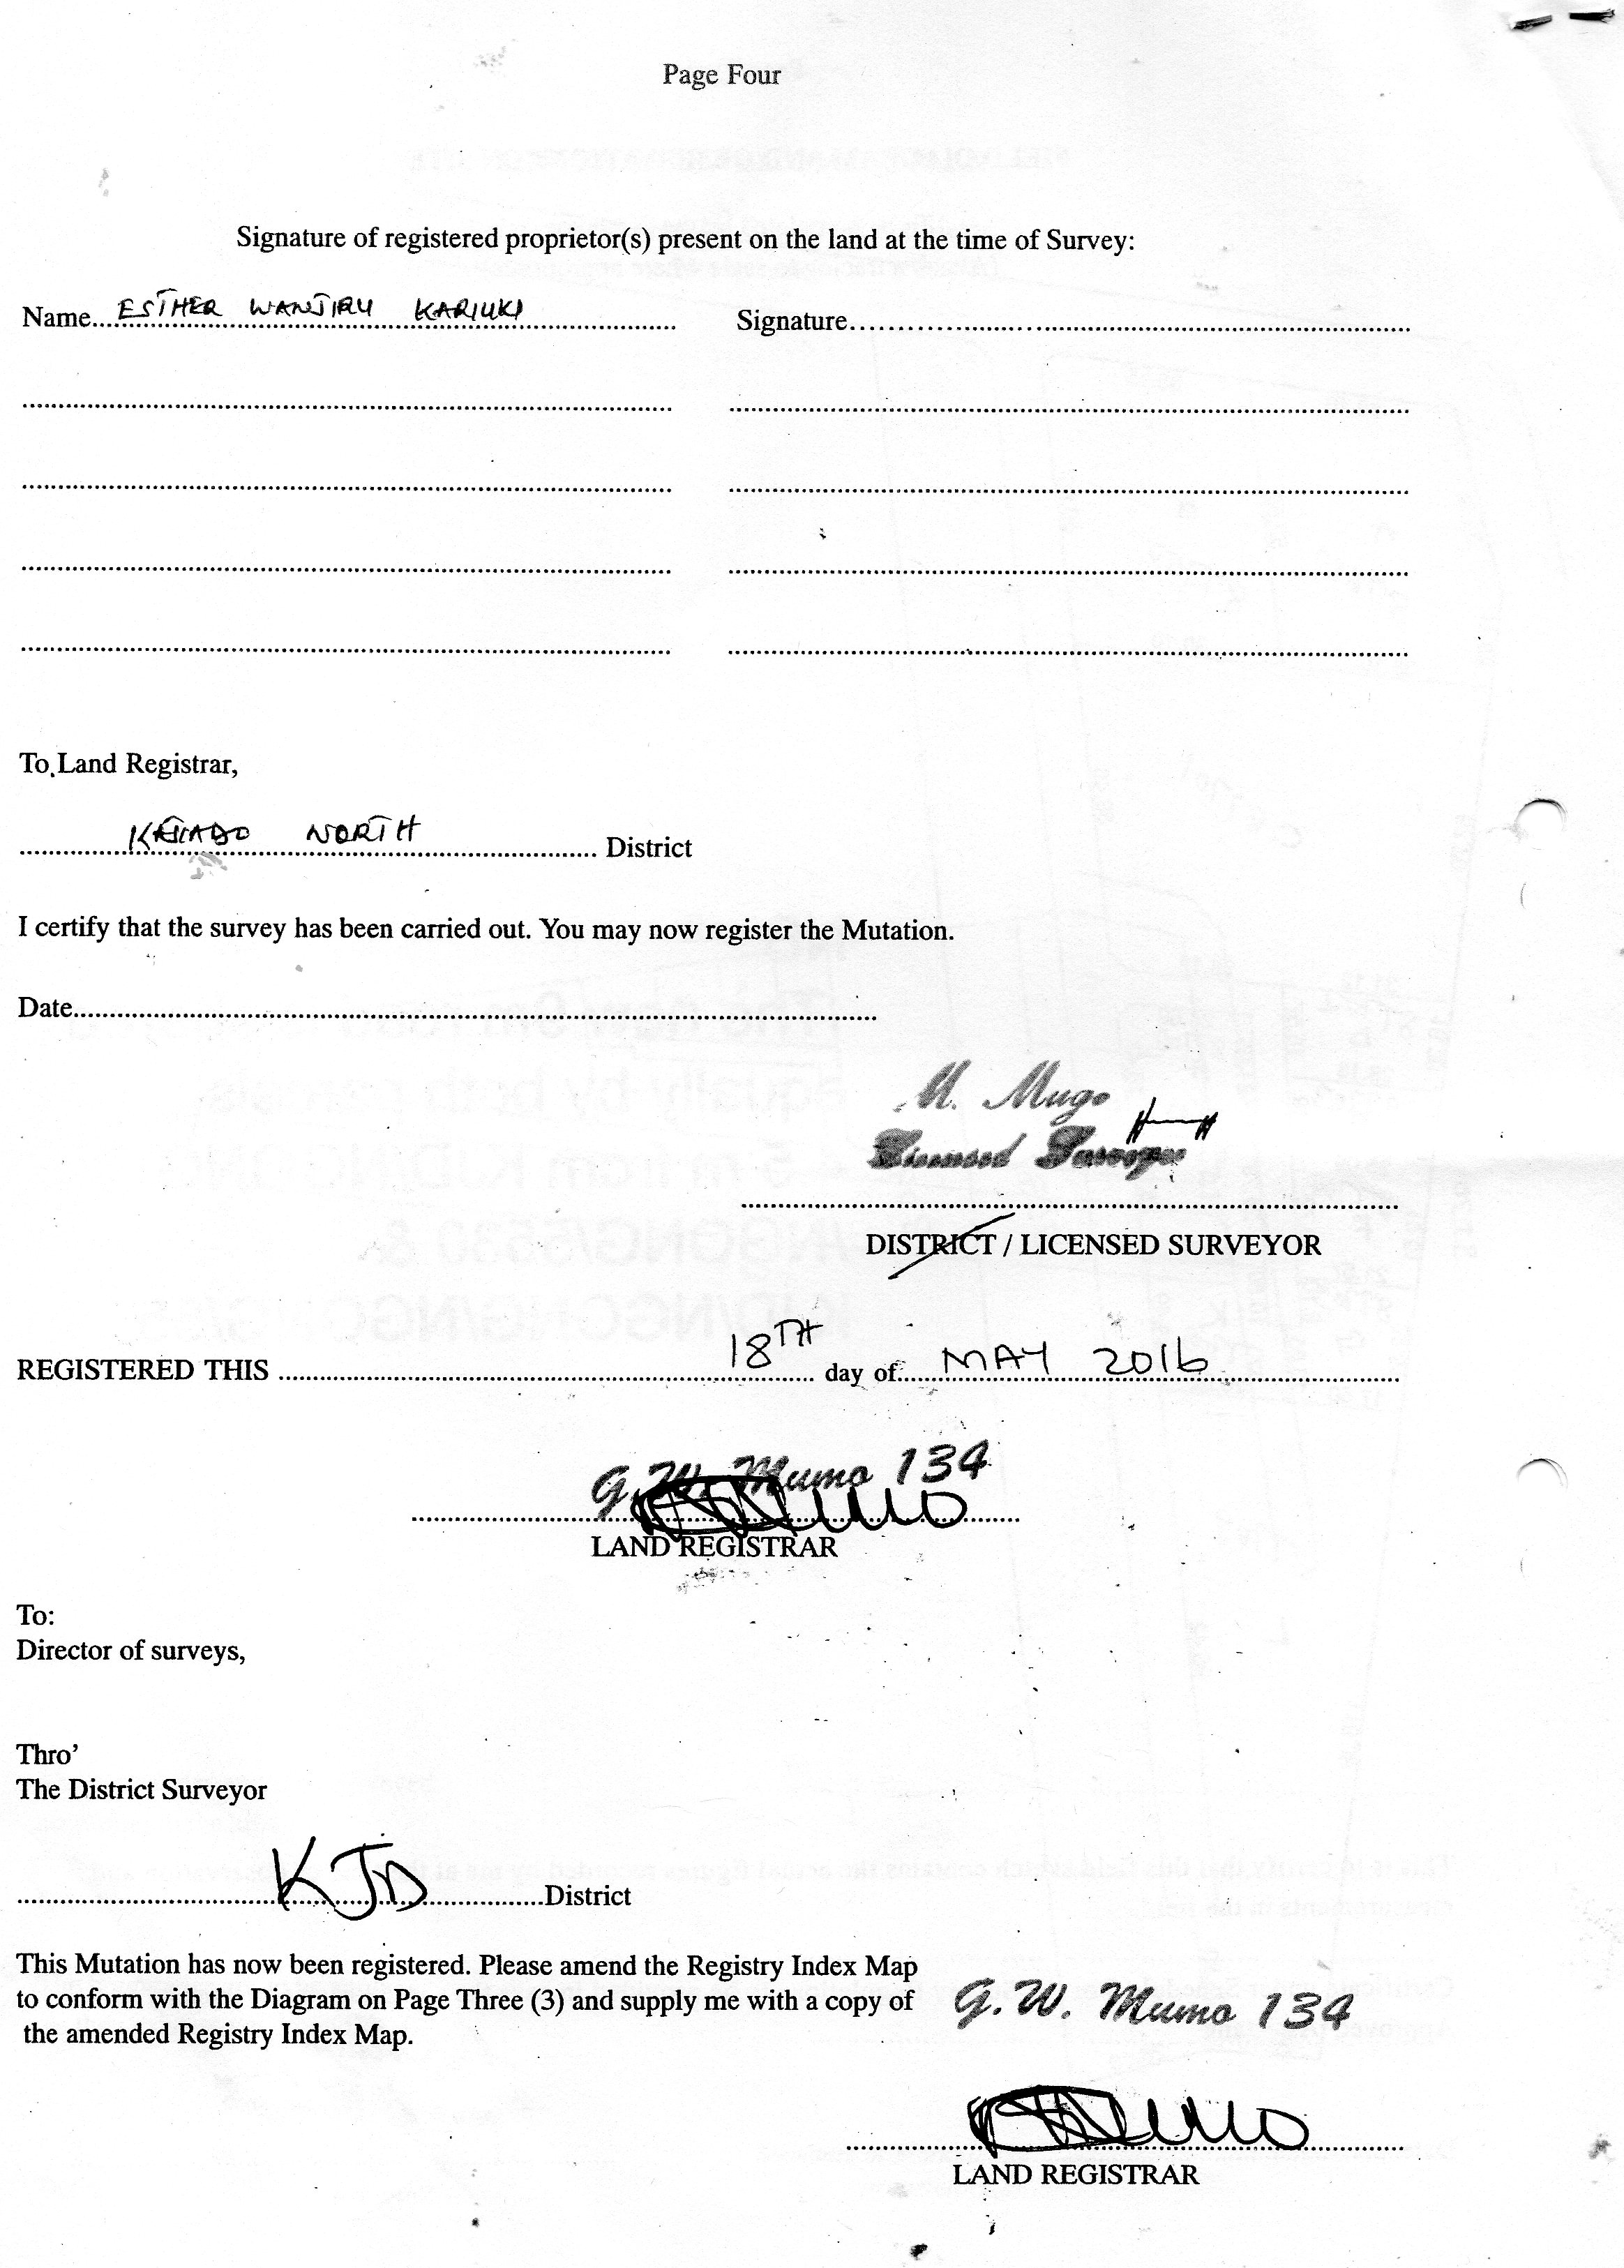 Page Four
Signature of registered proprietor(s) present on the land at the time of Survey:
Name...ESTHER WANJIRU KARIUKI.......... Signature..............................
To,Land Registrar,
KAJIADO NORTH District
I certify that the survey has been carried out. You may now register the Mutation.
Date..............................
M. Mugo
Licensed Surveyor
DISTRICT / LICENSED SURVEYOR
REGISTERED THIS .............. 18TH day of. MAY 2016
G.W. Mumo 134
LAND REGISTRAR
To:
Director of surveys,
Thro’
The District Surveyor
KJD District
This Mutation has now been registered. Please amend the Registry Index Map
to conform with the Diagram on Page Three (3) and supply me with a copy of
the amended Registry Index Map.
G.W. Mumo 134
LAND REGISTRAR